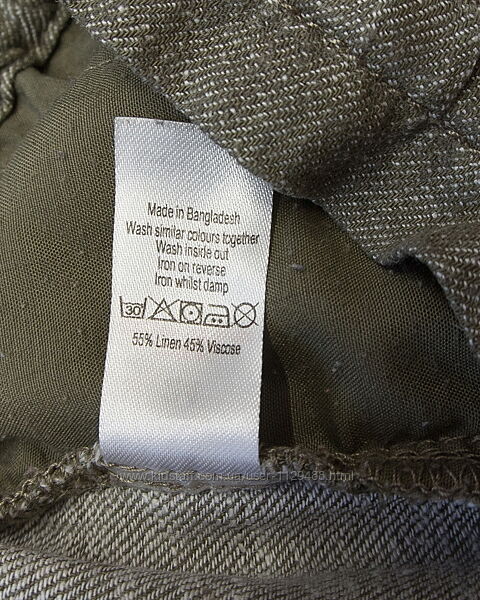 Made in Bangladesh
Wash similar colours together
Wash inside out
Iron on reverse
Iron whilst damp
30
55% Linen 45% Viscose